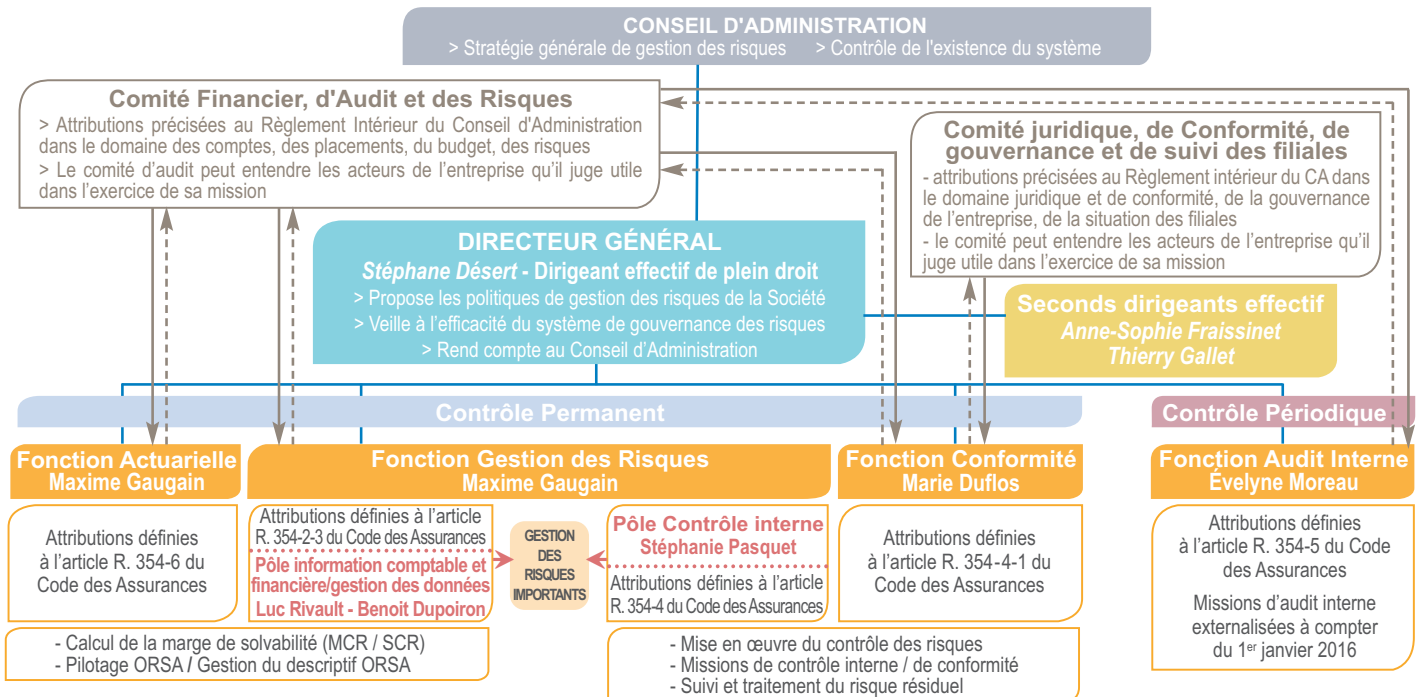 CONSEIL D'ADMINISTRATION
> Stratégie générale de gestion des risques > Contrôle de l'existence du système
Comité Financier, d'Audit et des Risques
> Attributions précisées au Règlement Intérieur du Conseil d'Administration
dans le domaine des comptes, des placements, du budget, des risques
> Le comité d'audit peut entendre les acteurs de l'entreprise qu'il juge utile
dans l'exercice de sa mission
Comité juridique, de Conformité, de
gouvernance et de suivi des filiales
- attributions précisées au Règlement intérieur du CA dans
le domaine juridique et de conformité, de la gouvernance
de l'entreprise, de la situation des filiales
- le comité peut entendre les acteurs de l'entreprise qu'il
juge utile dans l'exercice de sa mission
DIRECTEUR GÉNÉRAL
Stéphane Désert - Dirigeant effectif de plein droit
> Propose les politiques de gestion des risques de la Société
> Veille à l'efficacité du système de gouvernance des risques
> Rend compte au Conseil d'Administration
Seconds dirigeants effectif
Anne-Sophie Fraissinet
Thierry Gallet
Contrôle Permanent
Contrôle Périodique
Fonction Actuarielle
Maxime Gaugain
Fonction Gestion des Risques
Maxime Gaugain
Fonction Conformité
Marie Duflos
Fonction Audit Interne
Évelyne Moreau
Attributions définies
à l'article R. 354-6 du
Code des Assurances
Attributions définies à l'article
R. 354-2-3 du Code des Assurances
Pôle information comptable et
financière/gestion des données
Luc Rivault - Benoit Dupoiron
GESTION
DES
RISQUES
IMPORTANTS
Pôle Contrôle interne
Stéphanie Pasquet
Attributions définies à l'article
R. 354-4 du Code des Assurances
Attributions définies
à l'article R. 354-4-1 du
Code des Assurances
Attributions définies
à l'article R. 354-5 du Code
des Assurances
Missions d'audit interne
externalisées à compter
du 1er janvier 2016
- Calcul de la marge de solvabilité (MCR / SCR)
- Pilotage ORSA / Gestion du descriptif ORSA
- Mise en œuvre du contrôle des risques
- Missions de contrôle interne / de conformité
- Suivi et traitement du risque résiduel